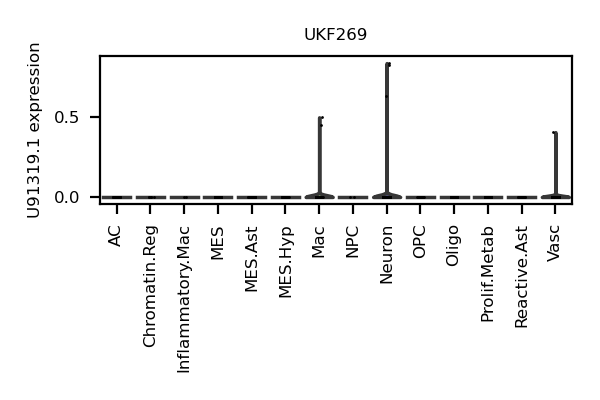 UKF269
U91319.1 expression
0.5
0.0
AC
Chromatin.Reg
Inflammatory.Mac
MES
MES.Ast
MES.Hyp
Mac
NPC
Neuron
OPC
Oligo
Prolif.Metab
Reactive.Ast
Vasc